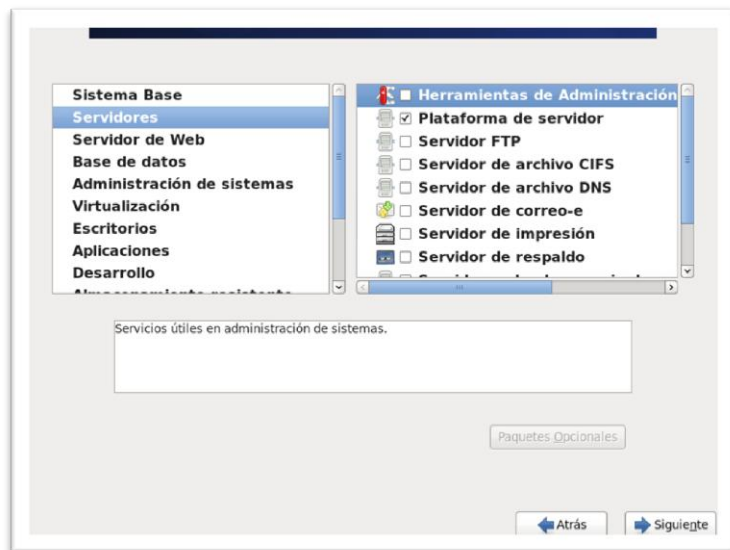 Sistema Base
Servidores
Servidor de Web
Base de datos
Administración de sistemas
Virtualización
Escritorios
Aplicaciones
Desarrollo
Herramientas de Administración
Plataforma de servidor
Servidor FTP
Servidor de archivo CIFS
Servidor de archivo DNS
Servidor de correo-e
Servidor de impresión
Servidor de respaldo
Servicios útiles en administración de sistemas.
Paquetes Opcionales
Atrás
Siguiente